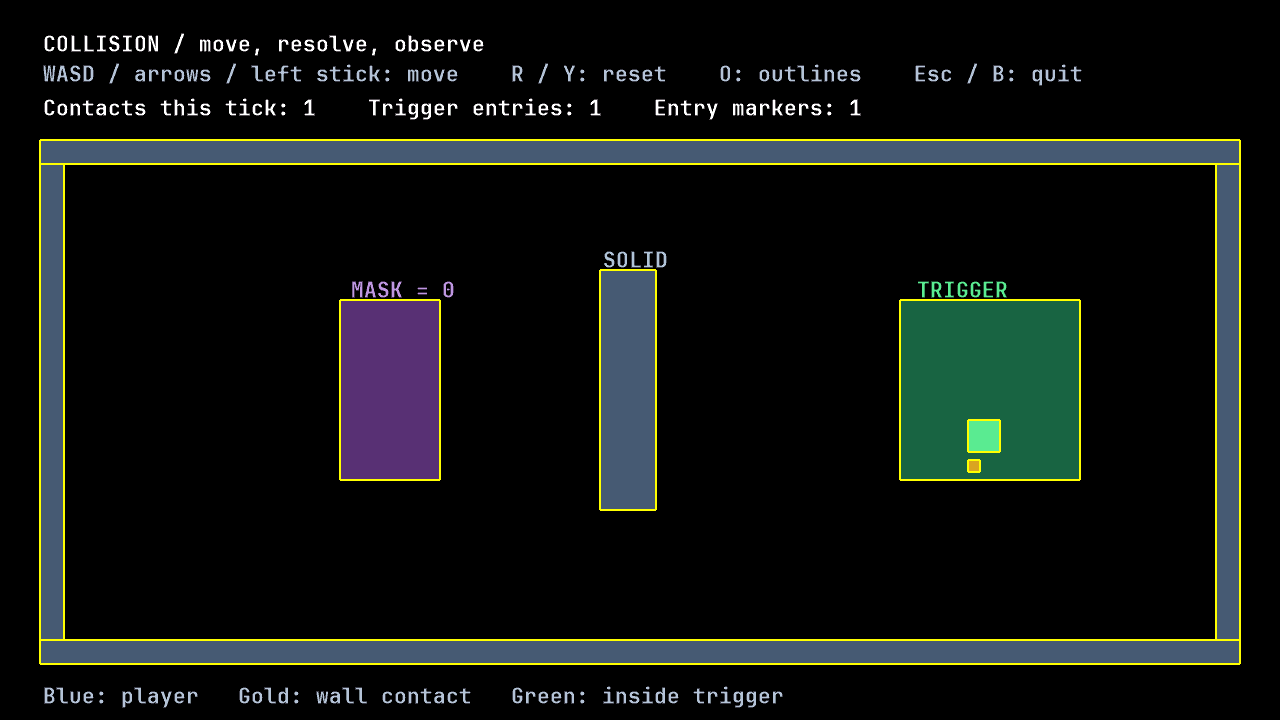 COLLISION / move, resolve, observe
WASD / arrows / left stick: move    R / Y: reset    O: outlines    Esc / B: quit
Contacts this tick: 1    Trigger entries: 1    Entry markers: 1
SOLID
MASK = 0
TRIGGER
Blue: player   Gold: wall contact   Green: inside trigger